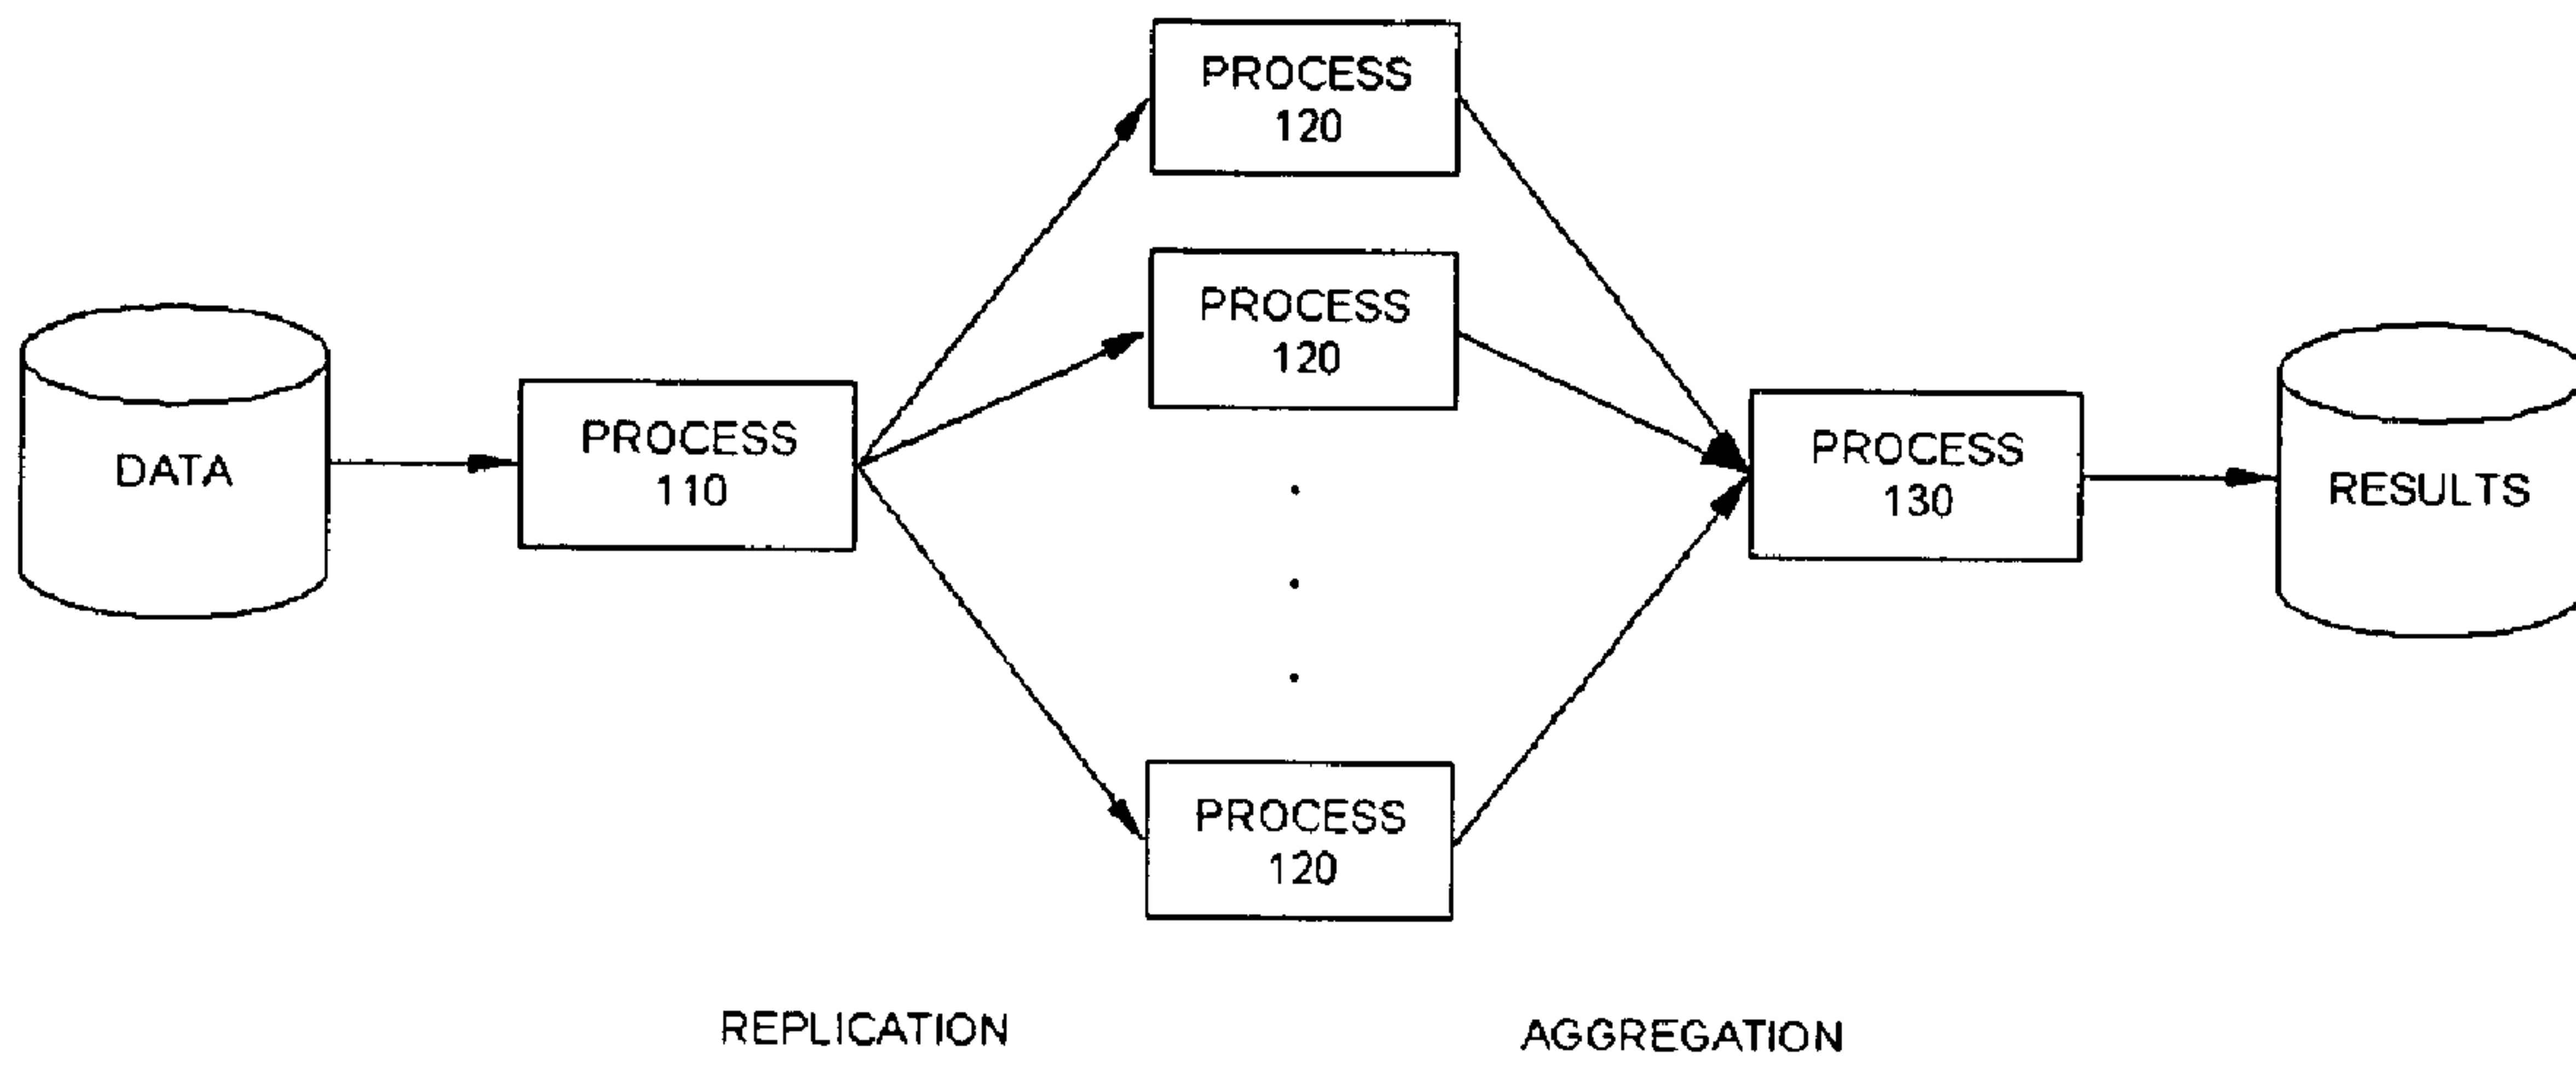 PROCESS
120
PROCESS
120
DATA
PROCESS
110
PROCESS
130
RESULTS
PROCESS
120
REPLICATION
AGGREGATION